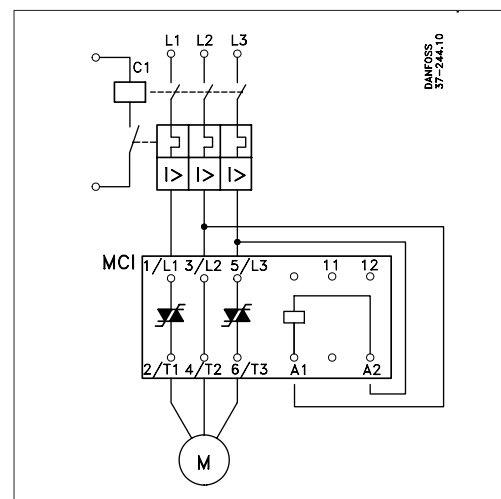 L1 L2 L3
C1
DANFOSS
37-244.10
I> I> I>
MCI
1/L1 3/L2 5/L3 11 12
2/T1 4/T2 6/T3 A1 A2
M